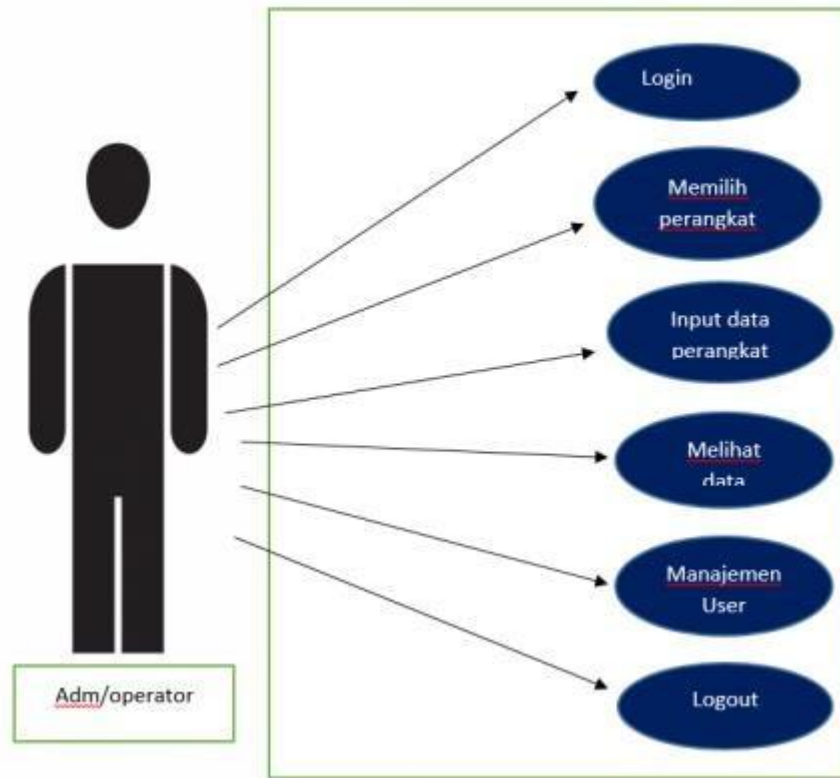 Login
Memilih
perangkat
Input data
perangkat
Melihat
data
Manajemen
User
Logout
Adm/operator